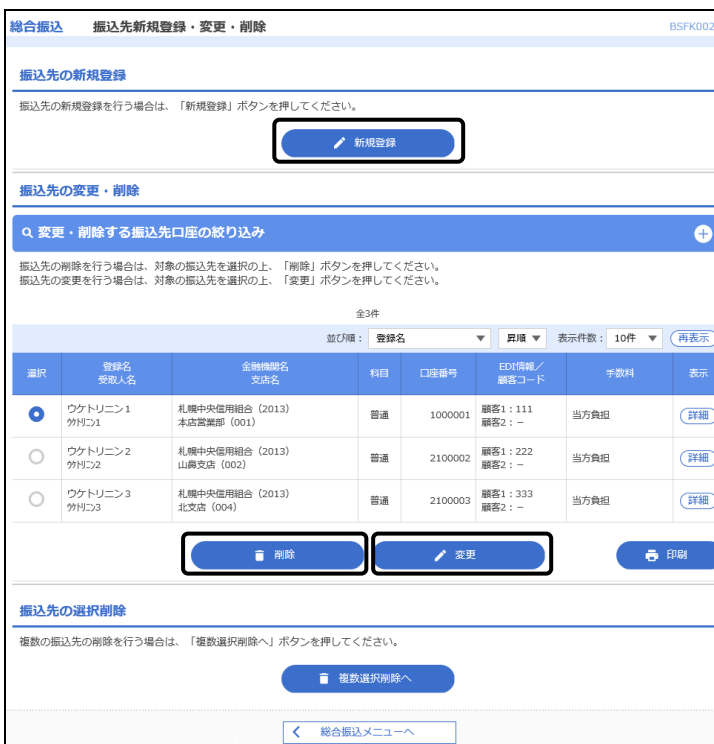 総合振込 振込先新規登録・変更・削除 BSFK002
振込先の新規登録
振込先の新規登録を行う場合は、「新規登録」ボタンを押してください。
新規登録
振込先の変更・削除
変更・削除する振込先口座の絞り込み
振込先の削除を行う場合は、対象の振込先を選択の上、「削除」ボタンを押してください。
振込先の変更を行う場合は、対象の振込先を選択の上、「変更」ボタンを押してください。
全3件
並び順： 登録名 ▼ 昇順 ▼ 表示件数： 10件 ▼ 再表示
選択 登録名 金融機関名 科目 口座番号 EDI情報／ 手数料 表示
受取人名 支店名 顧客コード
ウケトリニン１ 札幌中央信用組合（2013） 普通 1000001 顧客1：111 当方負担 詳細
ｳｹﾄﾘﾆﾝ1 本店営業部（001） 顧客2：－
ウケトリニン２ 札幌中央信用組合（2013） 普通 2100002 顧客1：222 当方負担 詳細
ｳｹﾄﾘﾆﾝ2 山鼻支店（002） 顧客2：－
ウケトリニン３ 札幌中央信用組合（2013） 普通 2100003 顧客1：333 当方負担 詳細
ｳｹﾄﾘﾆﾝ3 北支店（004） 顧客2：－
削除 変更 印刷
振込先の選択削除
複数の振込先の削除を行う場合は、「複数選択削除へ」ボタンを押してください。
複数選択削除へ
総合振込メニューへ